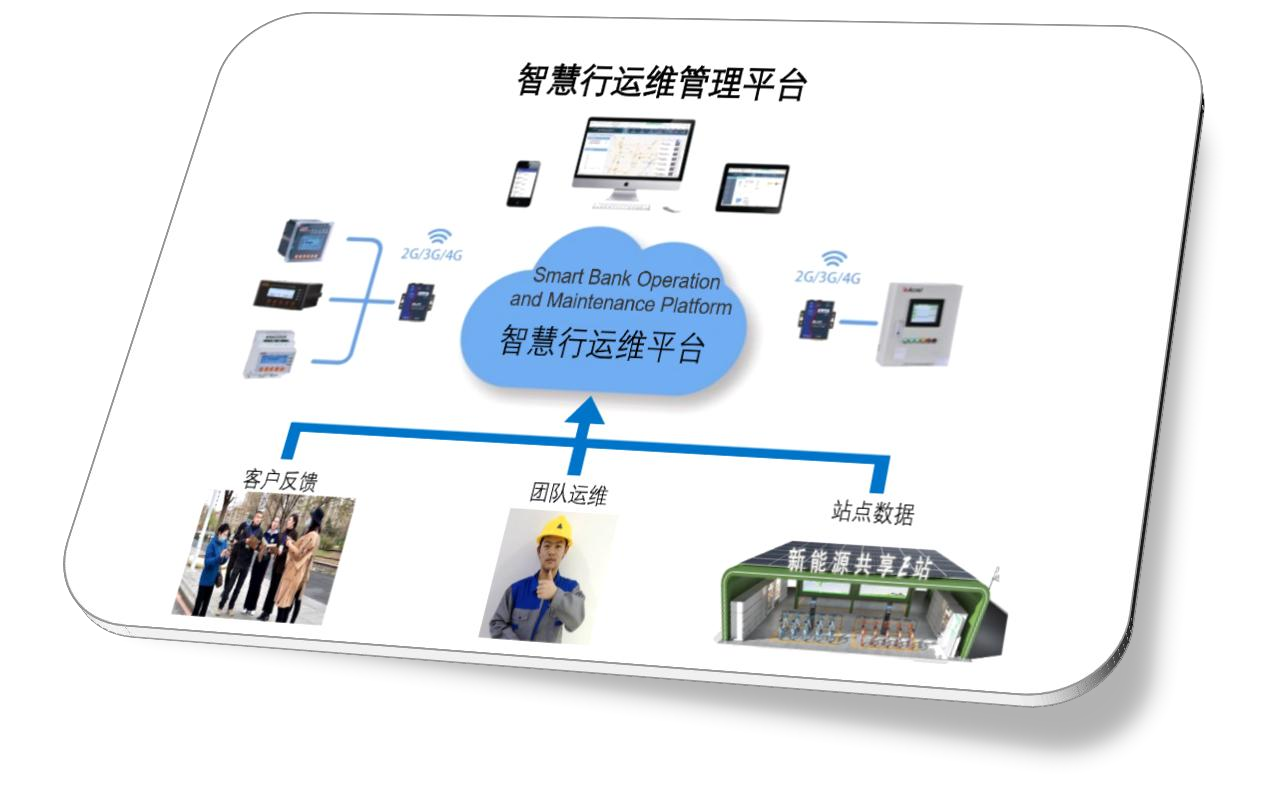 智慧行运维管理平台
2G/3G/4G
2G/3G/4G
Smart Bank Operation
and Maintenance Platform
智慧行运维平台
客户反馈
团队运维
站点数据
新能源共享E站